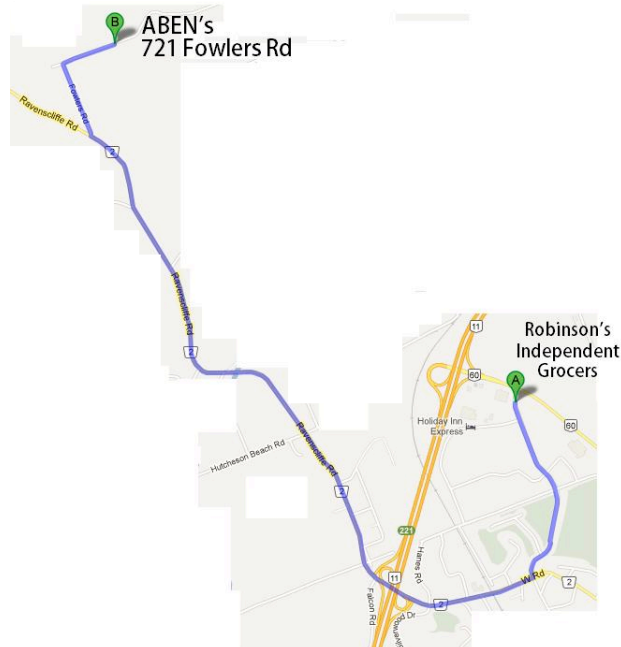 B
ABEN's
721 Fowlers Rd
Fowlers Rd
Ravenscliffe Rd
2
Ravenscliffe Rd
2
11
Robinson's
Independent
Grocers
60
A
Holiday Inn
Express
60
Ravenscliffe Rd
Hutcheson Beach Rd
2
221
Hanes Rd
11
W Rd
2
Falcon Rd
2